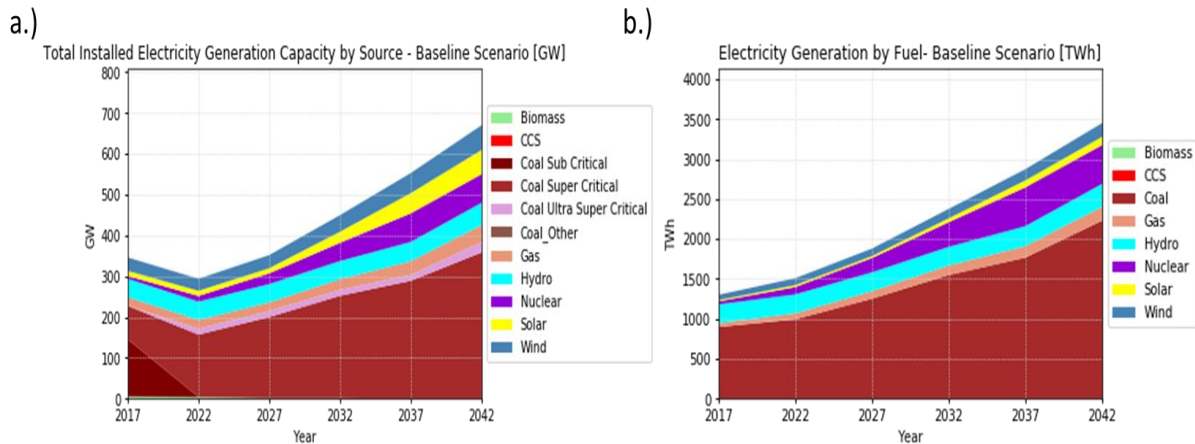 a.)
Total Installed Electricity Generation Capacity by Source - Baseline Scenario [GW]
800
700
600
500
400
300
200
100
0
GW
2017 2022 2027 2032 2037 2042
Year
Biomass
CCS
Coal Sub Critical
Coal Super Critical
Coal Ultra Super Critical
Coal_Other
Gas
Hydro
Nuclear
Solar
Wind
b.)
Electricity Generation by Fuel- Baseline Scenario [TWh]
4000
3500
3000
2500
2000
1500
1000
500
0
TWh
2017 2022 2027 2032 2037 2042
Year
Biomass
CCS
Coal
Gas
Hydro
Nuclear
Solar
Wind